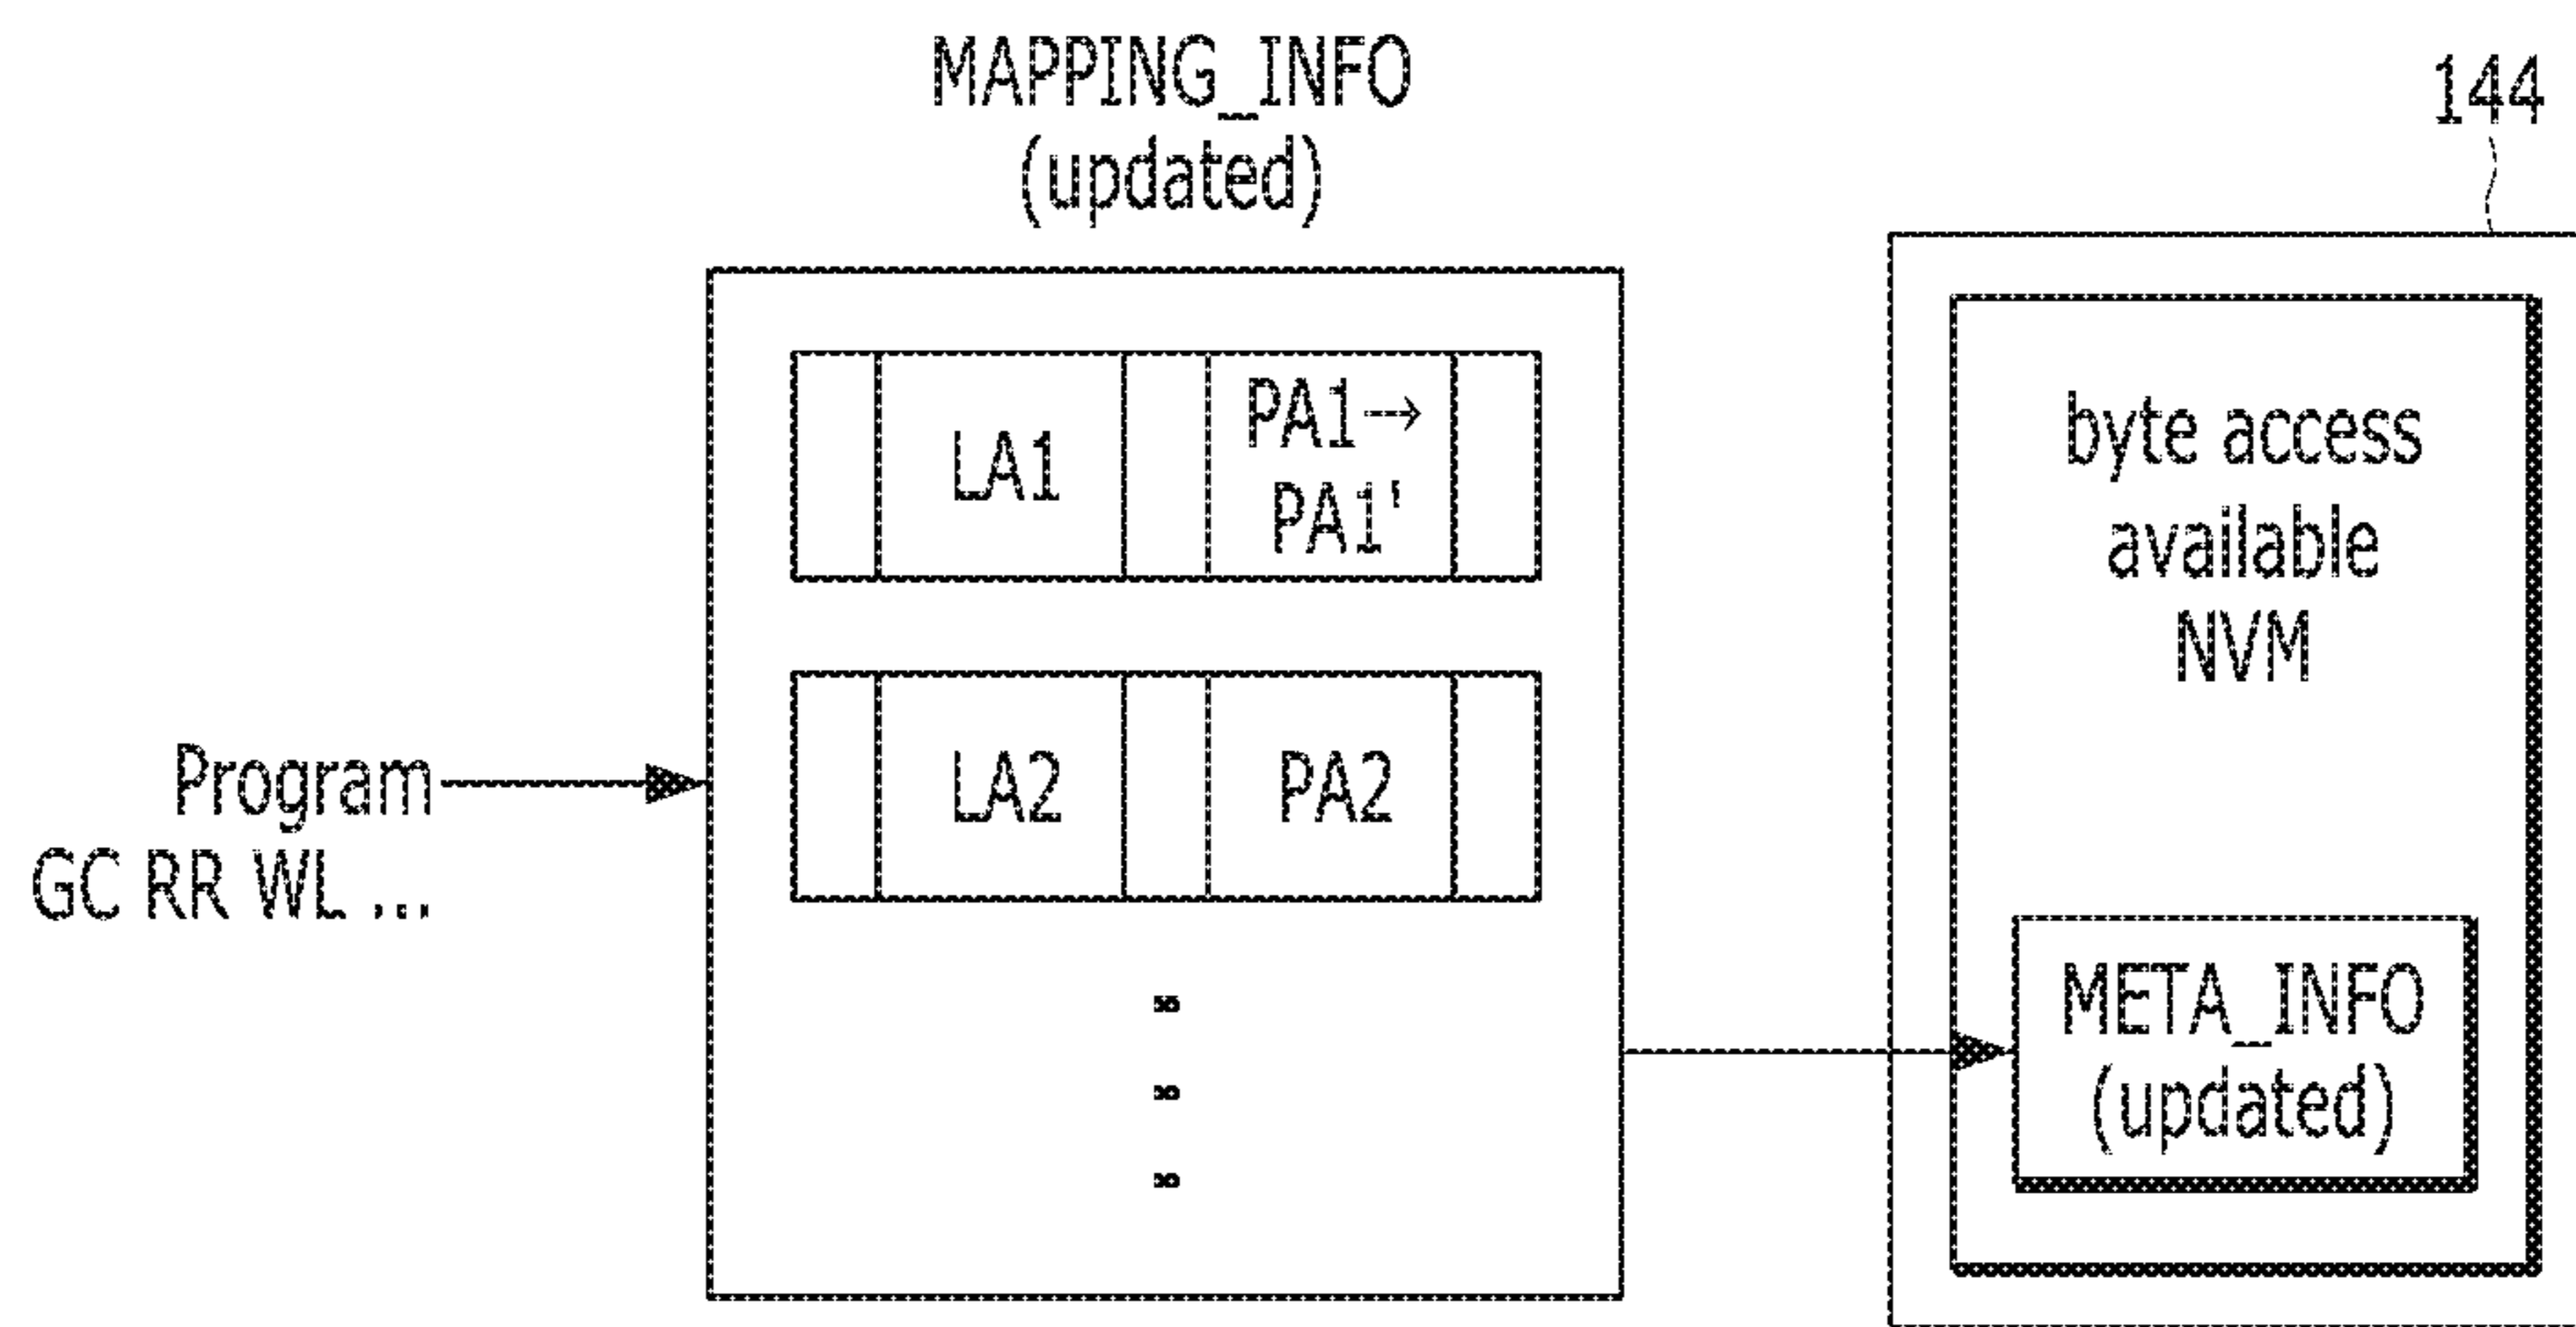 MAPPING_INFO
(updated)
144
LA1
PA1→
PA1'
LA2
PA2
Program
GC RR WL ...
byte access
available
NVM
META_INFO
(updated)